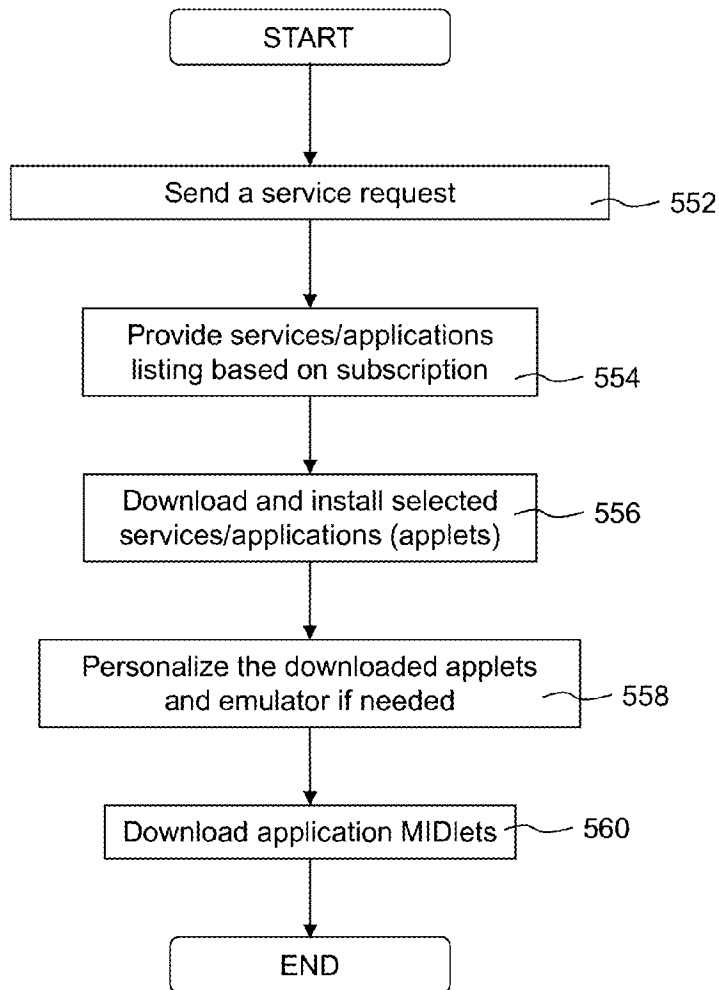 START
Send a service request
552
Provide services/applications
listing based on subscription
554
Download and install selected
services/applications (applets)
556
Personalize the downloaded applets
and emulator if needed
558
Download application MIDlets
560
END